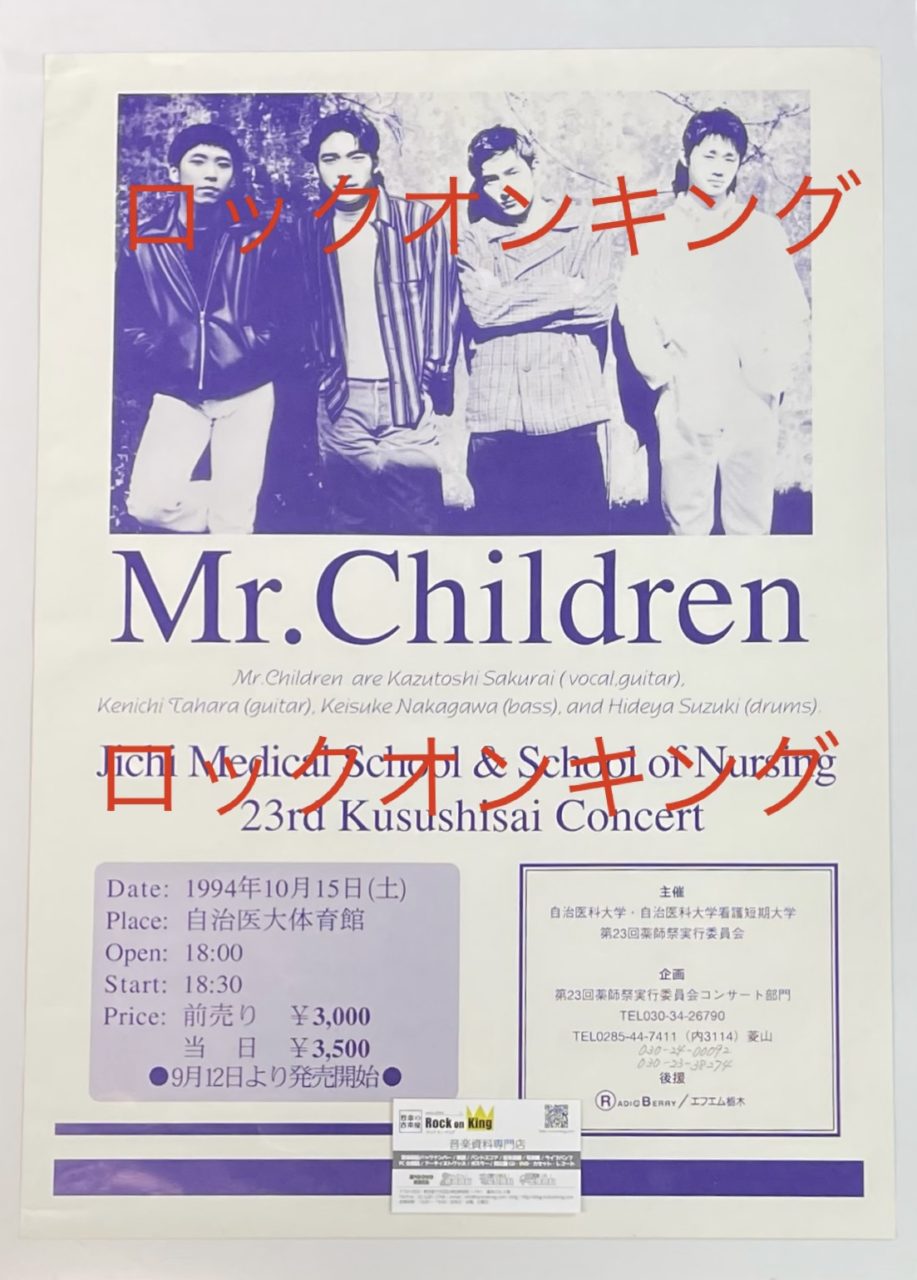 ロックオンキング
Mr.Children
Mr.Children are Kazutoshi Sakurai (vocal,guitar),
Kenichi Tahara (guitar), Keisuke Nakagawa (bass), and Hideya Suzuki (drums).
ロックオンキング
Jichi Medical School & School of Nursing
23rd Kusushisai Concert
Date: 1994年10月15日(土)
Place: 自治医大体育館
Open: 18:00
Start: 18:30
Price: 前売り ¥3,000
当 日 ¥3,500
●9月12日より発売開始●
主催
自治医科大学・自治医科大学看護短期大学
第23回薬師祭実行委員会
企画
第23回薬師祭実行委員会コンサート部門
TEL030-34-26790
TEL0285-44-7411（内3114）菱山
030-24-00092
030-23-38274
後援
RADIO BERRY/エフエム栃木
Rock on King
音楽資料専門店